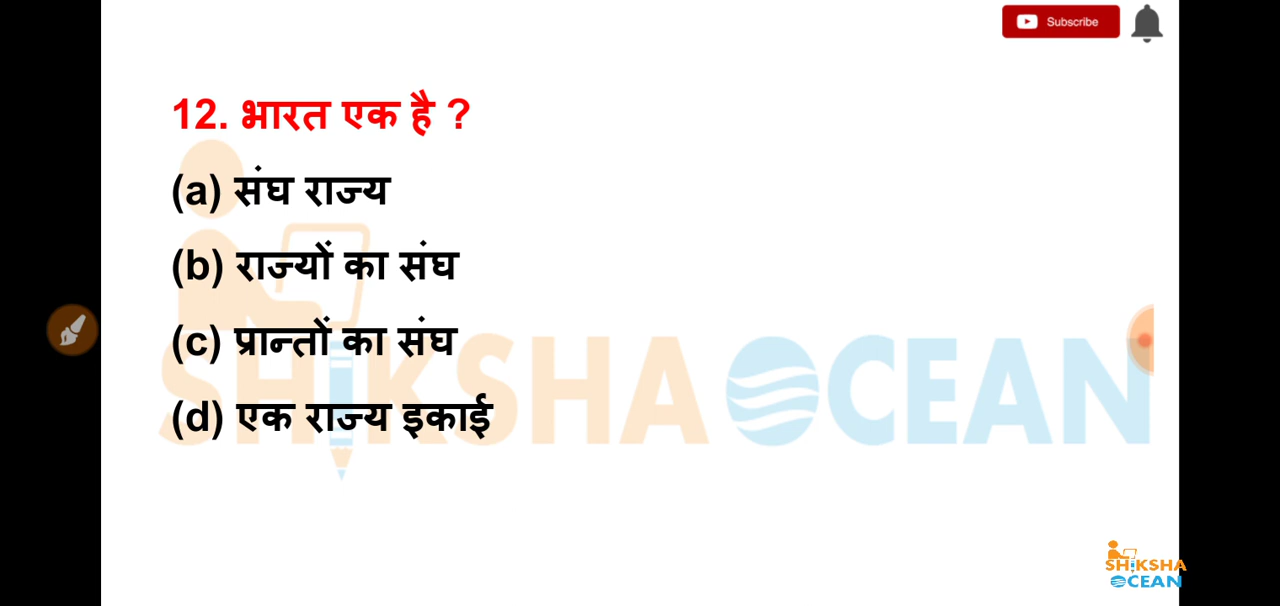 Subscribe
12. भारत एक है ?
(a) संघ राज्य
(b) राज्यों का संघ
(c) प्रान्तों का संघ
(d) एक राज्य इकाई
SHIKSHA OCEAN
SHIKSHA
OCEAN